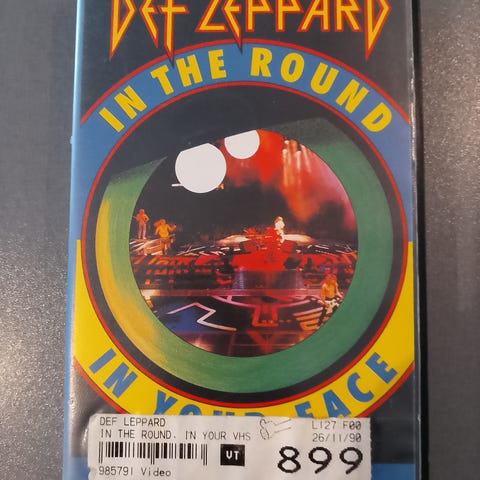 DEF LEPPARD
IN THE ROUND
IN YOUR FACE
DEF LEPPARD
IN THE ROUND. IN YOUR VHS
L127 F00
26/11/90
VT
899
985791 Video